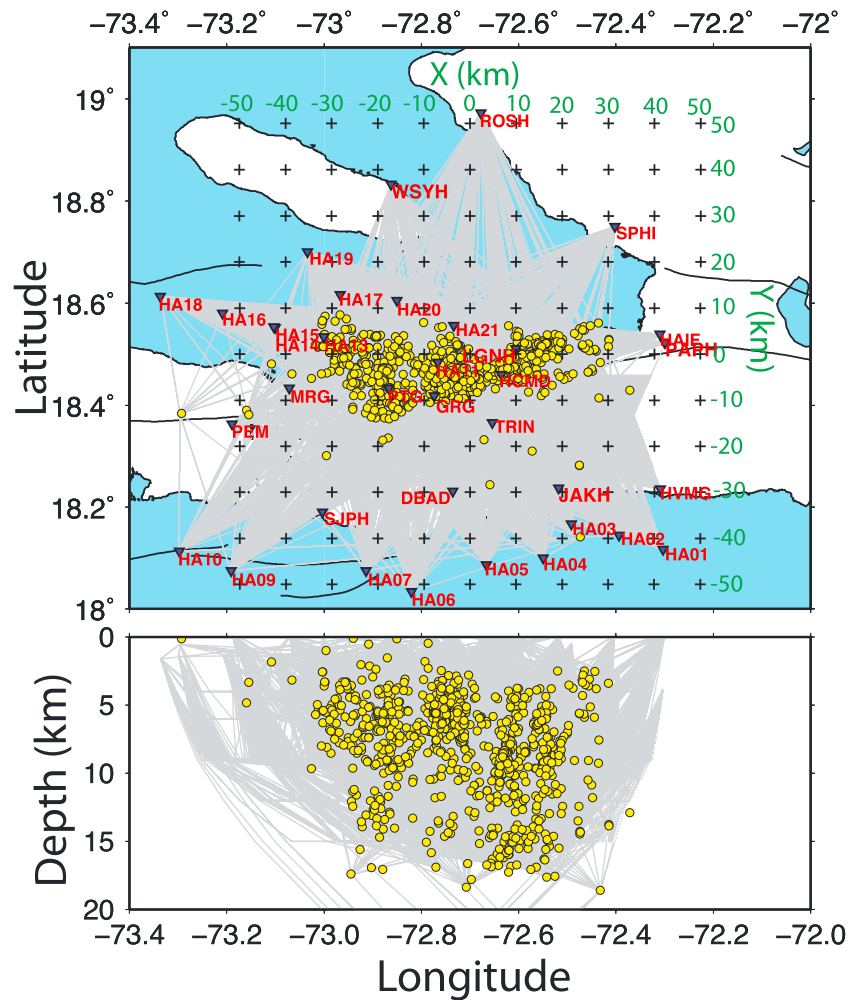 −73.4° −73.2° −73° −72.8° −72.6° −72.4° −72.2° −72°
X (km)
-50 -40 -30 -20 -10 0 10 20 30 40 50
19°
18.8°
18.6°
18.4°
18.2°
18°
Latitude
50
40
30
20
10
0
-10
-20
-30
-40
-50
Y (km)
ROSH
WSYH
SPHI
HA19
HA18
HA17
HA20
HA16
HA21
HA15
HA14
HA13
HAIE
PAPH
LGNH
HA11
HCMD
MRG
PTG
GRG
PEM
TRIN
DBAD
JAKH
HVMG
SJPH
HA03
HA02
HA01
HA10
HA09
HA07
HA06
HA05
HA04
0
5
10
15
20
Depth (km)
−73.4 −73.2 −73.0 −72.8 −72.6 −72.4 −72.2 −72.0
Longitude